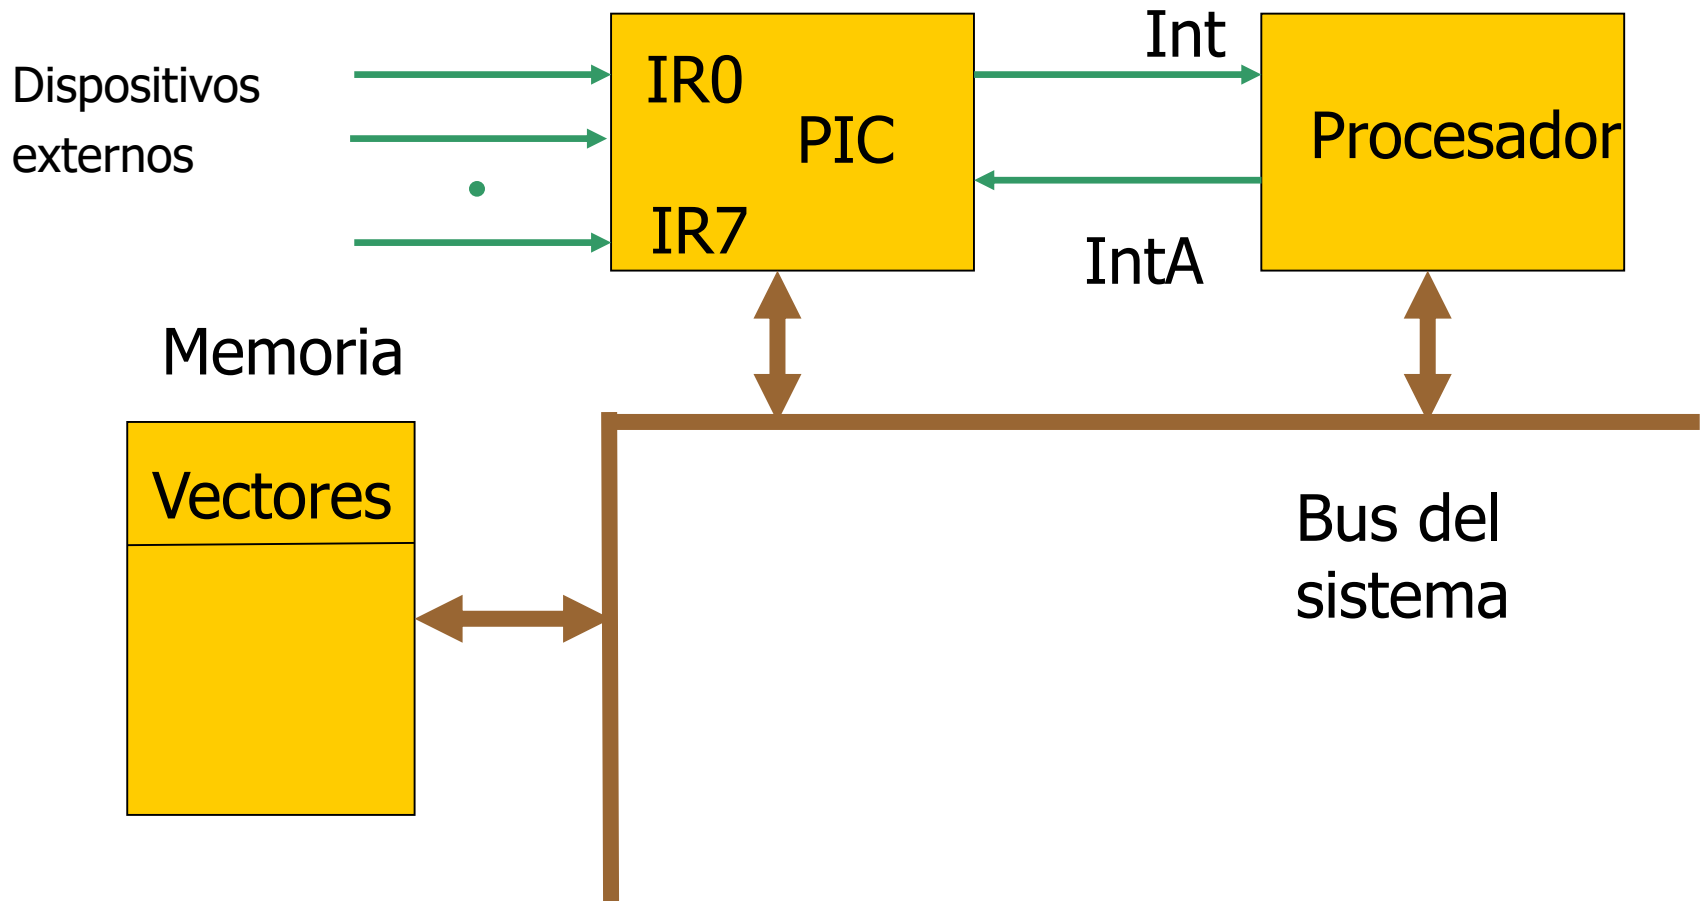 Dispositivos
externos
IR0
PIC
IR7
Int
IntA
Procesador
Memoria
Vectores
Bus del
sistema